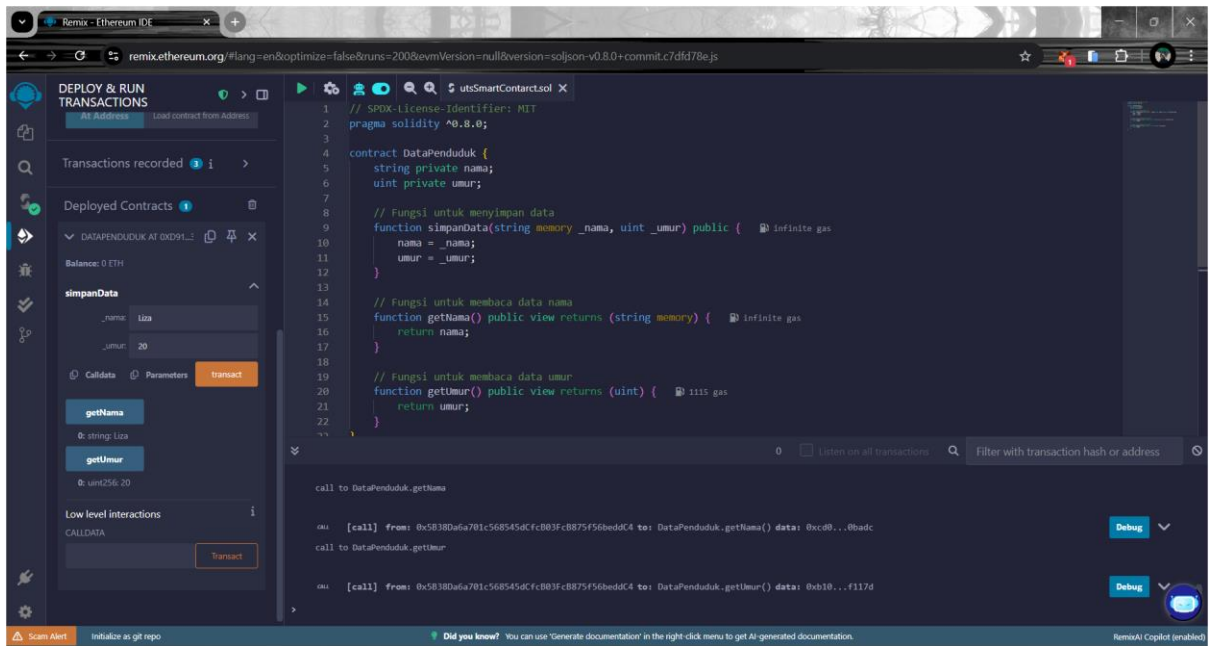 Remix - Ethereum IDE
remix.ethereum.org/#lang=en&optimize=false&runs=200&evmVersion=null&version=soljson-v0.8.0+commit.c7dfd78e.js
DEPLOY & RUN
TRANSACTIONS
At Address Load contract from Address
Transactions recorded 3 i
Deployed Contracts 1
DATAPENDUDUK AT 0XD91...
Balance: 0 ETH
simpanData
_nama: Liza
_umur: 20
Calldata Parameters transact
getNama
0: string: Liza
getUmur
0: uint256: 20
Low level interactions i
CALLDATA
Transact
utsSmartContarct.sol
1 // SPDX-License-Identifier: MIT
2 pragma solidity ^0.8.0;
3
4 contract DataPenduduk {
5 string private nama;
6 uint private umur;
7
8 // Fungsi untuk menyimpan data
9 function simpanData(string memory _nama, uint _umur) public { infinite gas
10 nama = _nama;
11 umur = _umur;
12 }
13
14 // Fungsi untuk membaca data nama
15 function getNama() public view returns (string memory) { infinite gas
16 return nama;
17 }
18
19 // Fungsi untuk membaca data umur
20 function getUmur() public view returns (uint) { 1115 gas
21 return umur;
22 }
23 }
0 Listen on all transactions Filter with transaction hash or address
call to DataPenduduk.getNama
CALL [call] from: 0x5B38Da6a701c568545dCfcB03FcB875f56beddC4 to: DataPenduduk.getNama() data: 0xcd0...0badc Debug
call to DataPenduduk.getUmur
CALL [call] from: 0x5B38Da6a701c568545dCfcB03FcB875f56beddC4 to: DataPenduduk.getUmur() data: 0xb10...f117d Debug
>
Scam Alert Initialize as git repo Did you know? You can use 'Generate documentation' in the right-click menu to get AI-generated documentation. RemixAI Copilot (enabled)